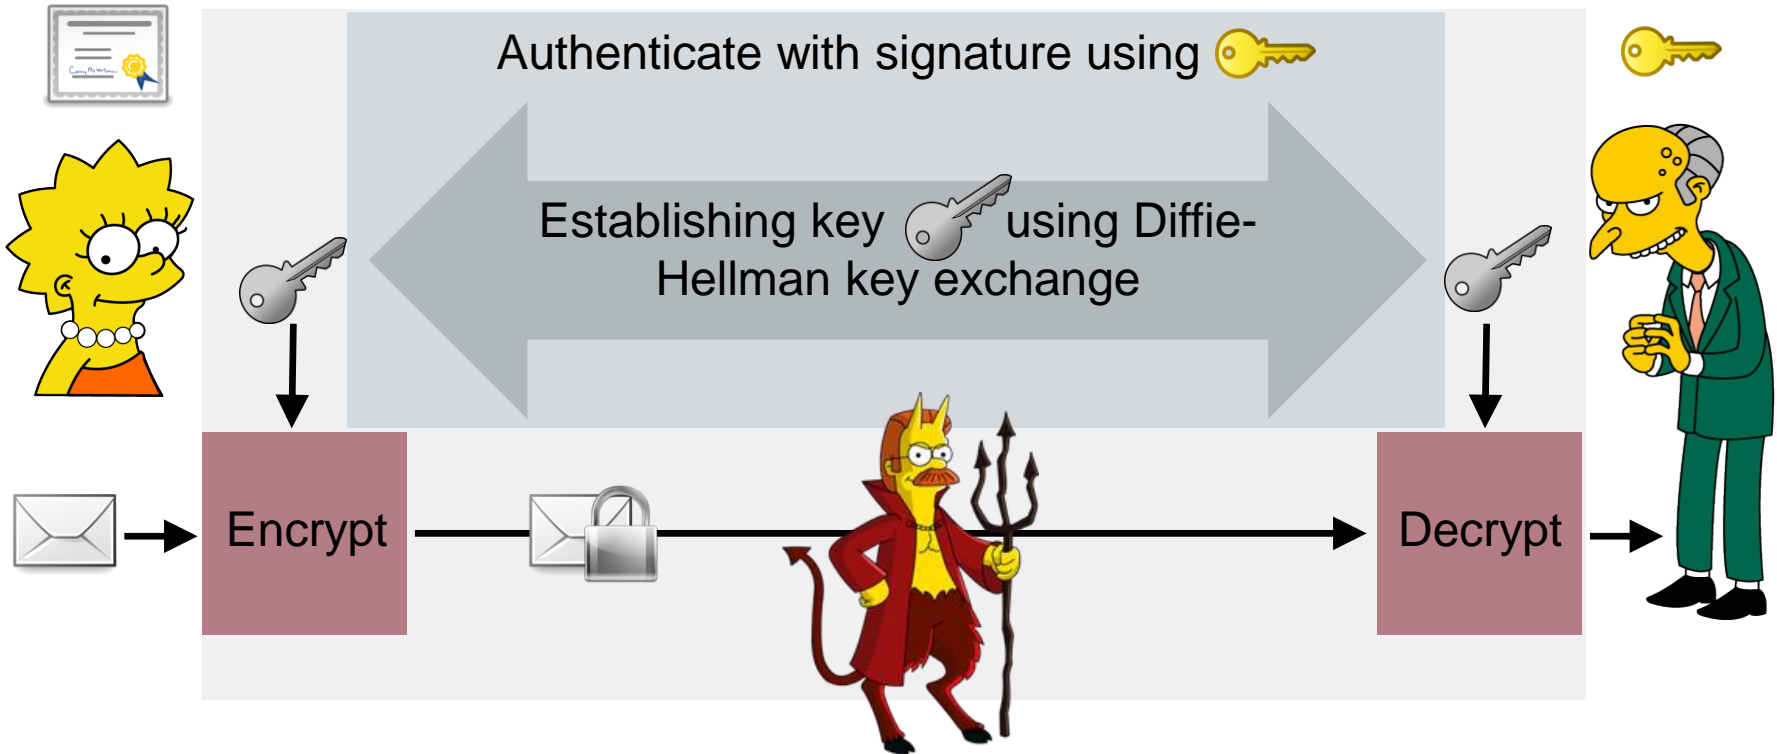 Authenticate with signature using
Establishing key using Diffie-
Hellman key exchange
Encrypt
Decrypt